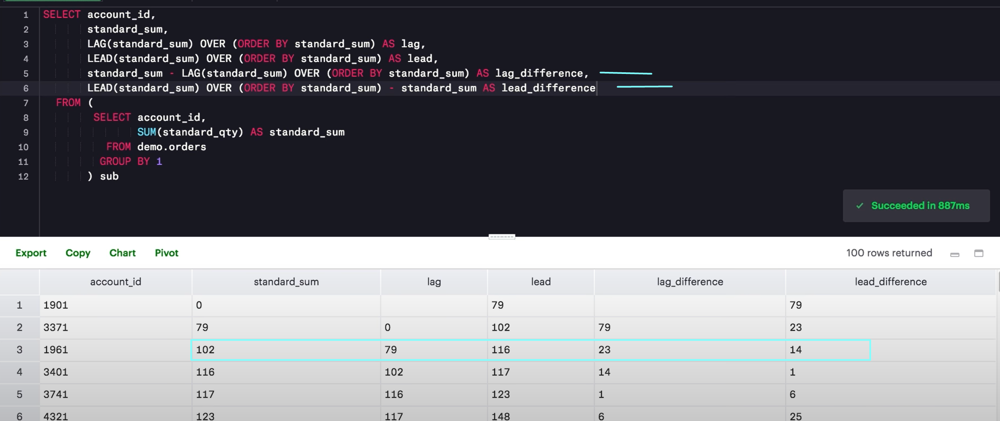 1 SELECT account_id,
2 standard_sum,
3 LAG(standard_sum) OVER (ORDER BY standard_sum) AS lag,
4 LEAD(standard_sum) OVER (ORDER BY standard_sum) AS lead,
5 standard_sum - LAG(standard_sum) OVER (ORDER BY standard_sum) AS lag_difference,
6 LEAD(standard_sum) OVER (ORDER BY standard_sum) - standard_sum AS lead_difference
7 FROM (
8 SELECT account_id,
9 SUM(standard_qty) AS standard_sum
10 FROM demo.orders
11 GROUP BY 1
12 ) sub
✓ Succeeded in 887ms
Export Copy Chart Pivot 100 rows returned
account_id standard_sum lag lead lag_difference lead_difference
1 1901 0 79 79
2 3371 79 0 102 79 23
3 1961 102 79 116 23 14
4 3401 116 102 117 14 1
5 3741 117 116 123 1 6
6 4321 123 117 148 6 25